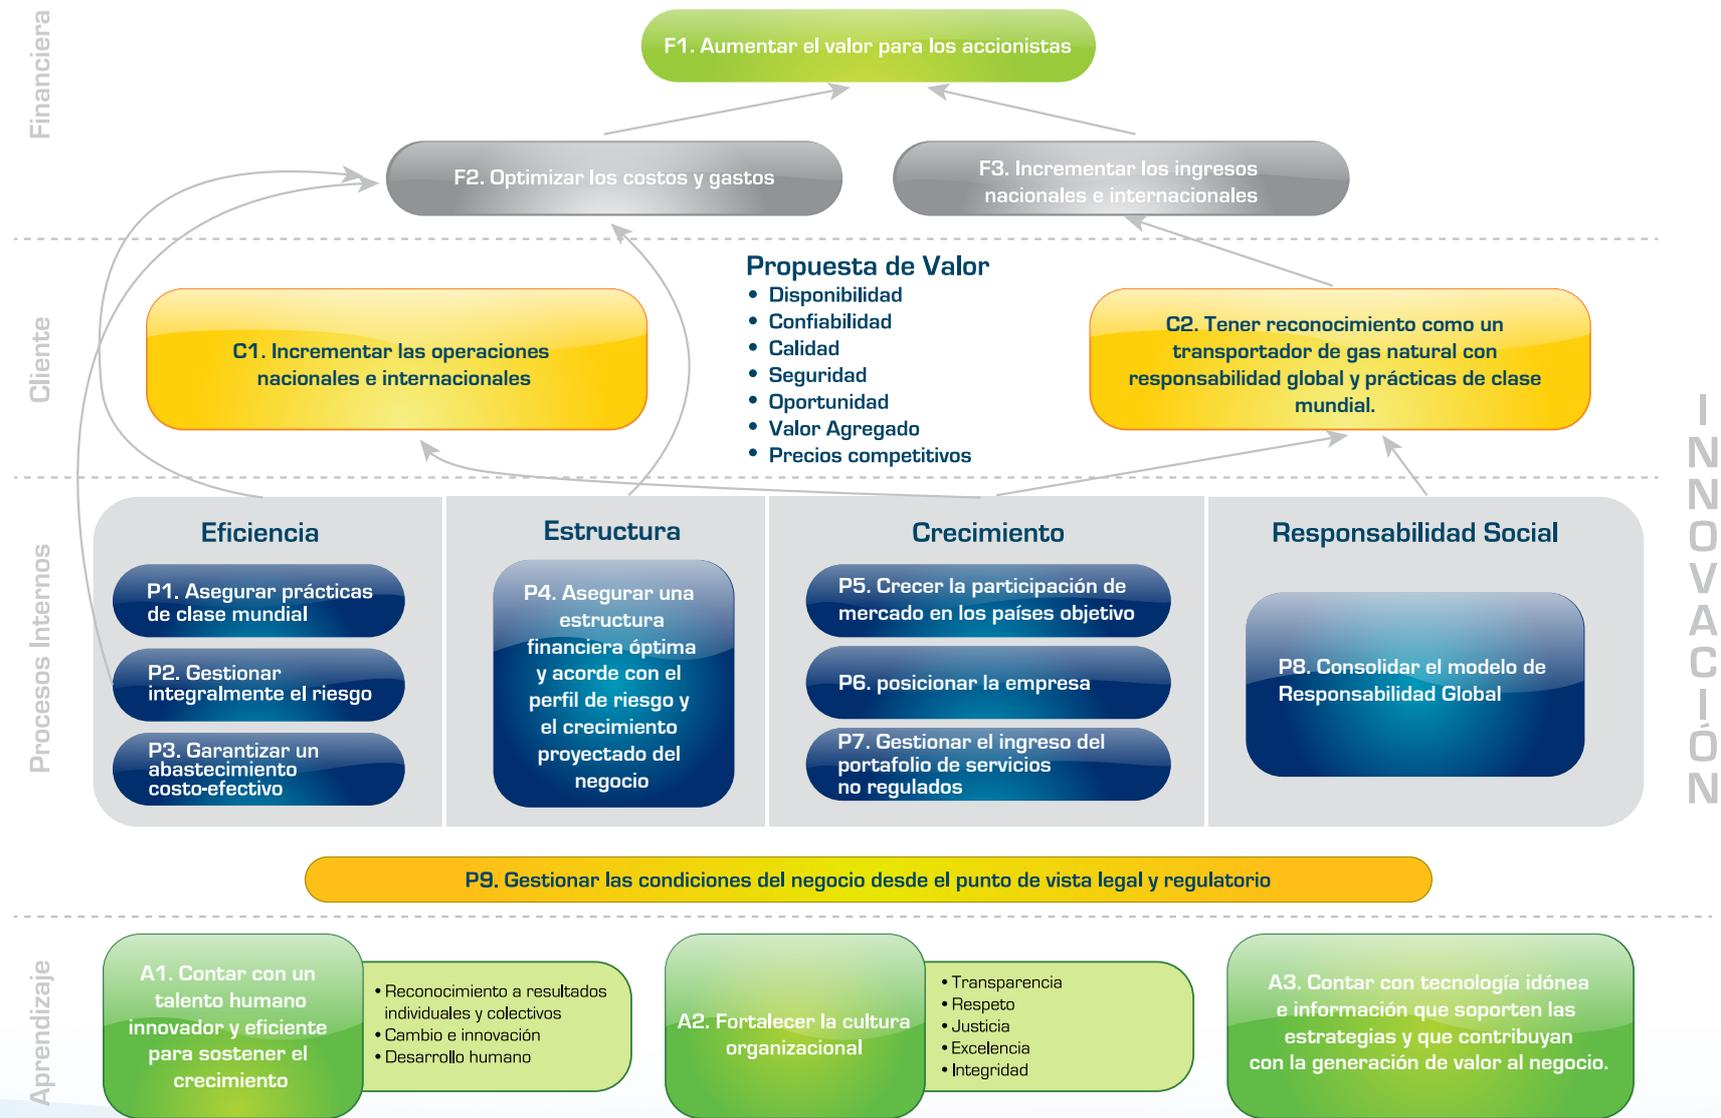 Financiera
F1. Aumentar el valor para los accionistas
F2. Optimizar los costos y gastos
F3. Incrementar los ingresos
nacionales e internacionales
Cliente
C1. Incrementar las operaciones
nacionales e internacionales
Propuesta de Valor
• Disponibilidad
• Confiabilidad
• Calidad
• Seguridad
• Oportunidad
• Valor Agregado
• Precios competitivos
C2. Tener reconocimiento como un
transportador de gas natural con
responsabilidad global y prácticas de clase
mundial.
INNOVACIÓN
Procesos Internos
Eficiencia
P1. Asegurar prácticas
de clase mundial
P2. Gestionar
integralmente el riesgo
P3. Garantizar un
abastecimiento
costo-efectivo
Estructura
P4. Asegurar una
estructura
financiera óptima
y acorde con el
perfil de riesgo y
el crecimiento
proyectado del
negocio
Crecimiento
P5. Crecer la participación de
mercado en los países objetivo
P6. posicionar la empresa
P7. Gestionar el ingreso del
portafolio de servicios
no regulados
Responsabilidad Social
P8. Consolidar el modelo de
Responsabilidad Global
P9. Gestionar las condiciones del negocio desde el punto de vista legal y regulatorio
Aprendizaje
A1. Contar con un
talento humano
innovador y eficiente
para sostener el
crecimiento
• Reconocimiento a resultados
individuales y colectivos
• Cambio e innovación
• Desarrollo humano
A2. Fortalecer la cultura
organizacional
• Transparencia
• Respeto
• Justicia
• Excelencia
• Integridad
A3. Contar con tecnología idónea
e información que soporten las
estrategias y que contribuyan
con la generación de valor al negocio.